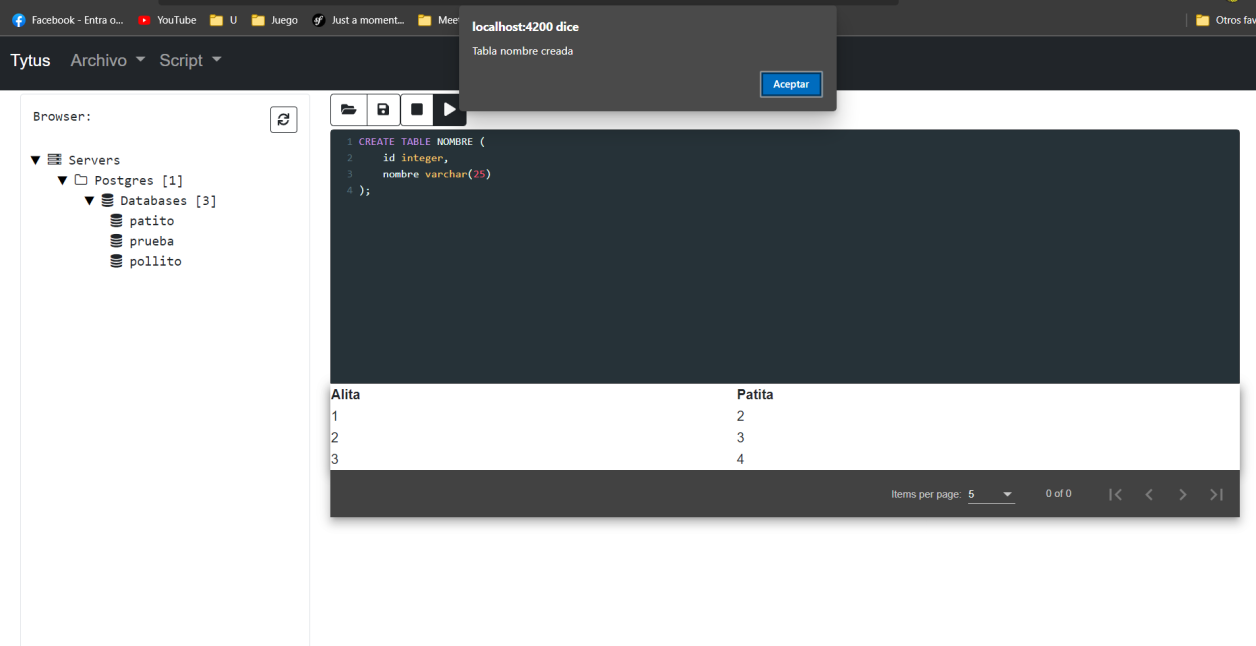 Facebook - Entra o... YouTube U Juego Just a moment... Meet
Otros fav
localhost:4200 dice
Tabla nombre creada
Aceptar
Tytus Archivo Script
Browser:
Servers
Postgres [1]
Databases [3]
patito
prueba
pollito
1 CREATE TABLE NOMBRE (
2 id integer,
3 nombre varchar(25)
4 );
Alita Patita
1 2
2 3
3 4
Items per page: 5 0 of 0